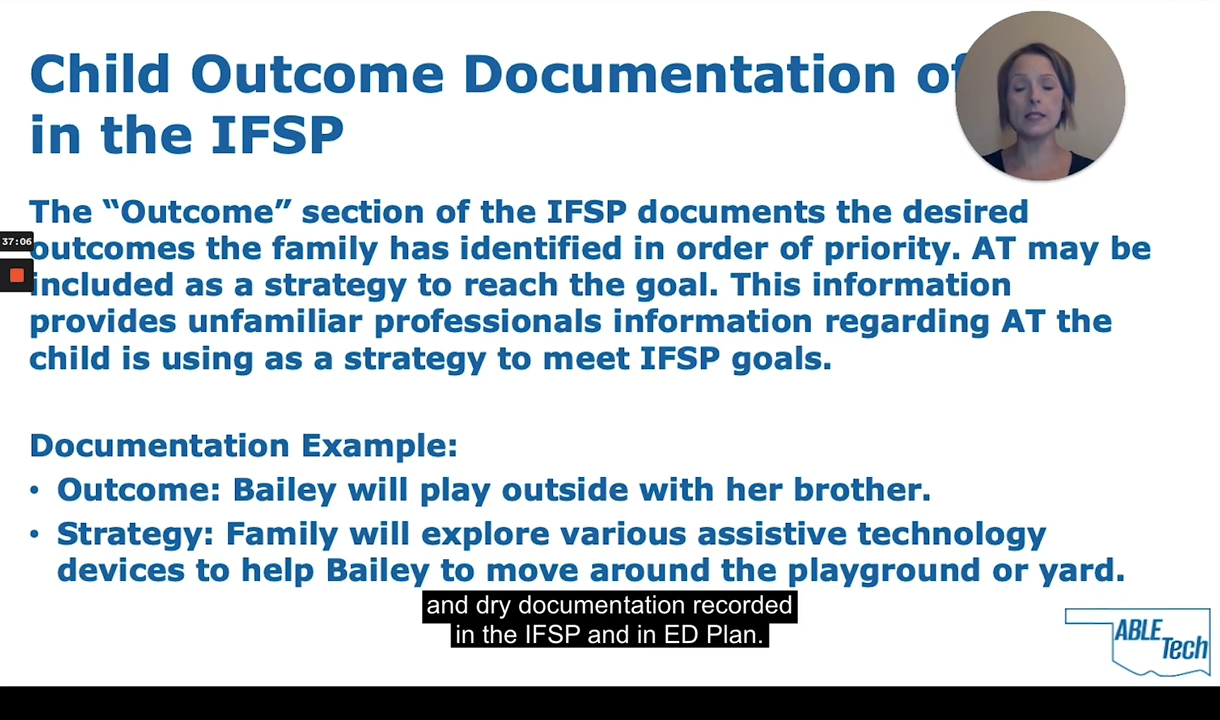 Child Outcome Documentation of
in the IFSP
The “Outcome” section of the IFSP documents the desired
outcomes the family has identified in order of priority. AT may be
included as a strategy to reach the goal. This information
provides unfamiliar professionals information regarding AT the
child is using as a strategy to meet IFSP goals.
37:06
Documentation Example:
• Outcome: Bailey will play outside with her brother.
• Strategy: Family will explore various assistive technology
devices to help Bailey to move around the playground or yard.
and dry documentation recorded
in the IFSP and in ED Plan.
ABLE
Tech